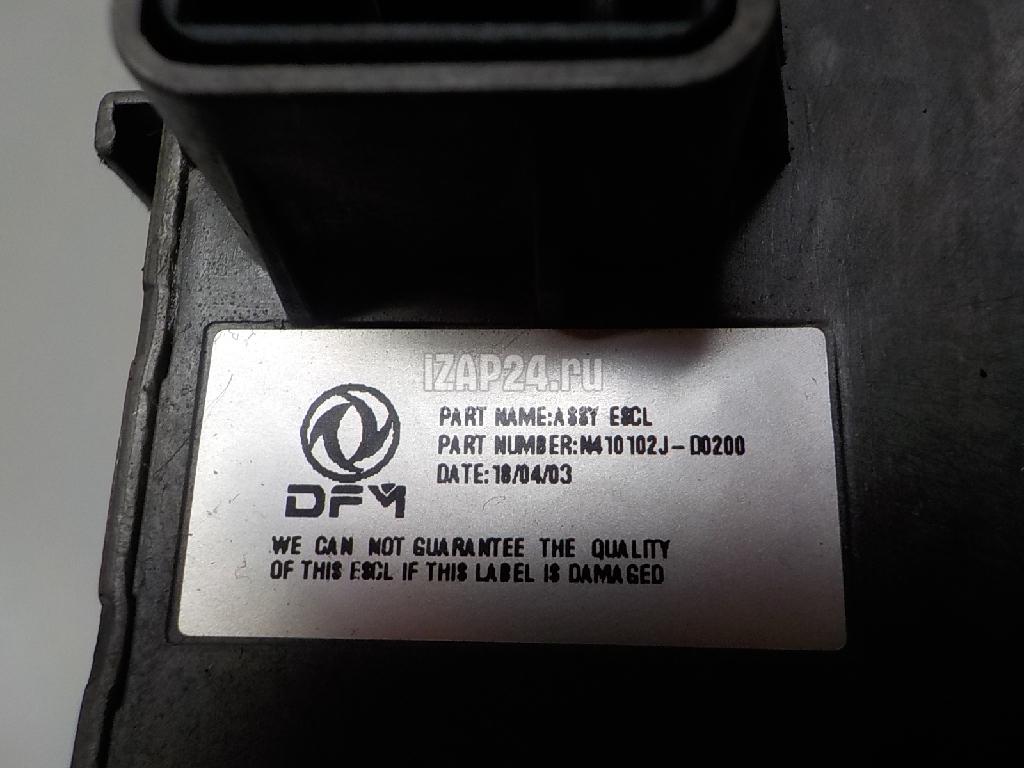 IZAP24.ru
PART NAME:ASSY ESCL
PART NUMBER:N410102J-D0200
DATE:18/04/03
DFM
WE CAN NOT GUARANTEE THE QUALITY
OF THIS ESCL IF THIS LABEL IS DAMAGED